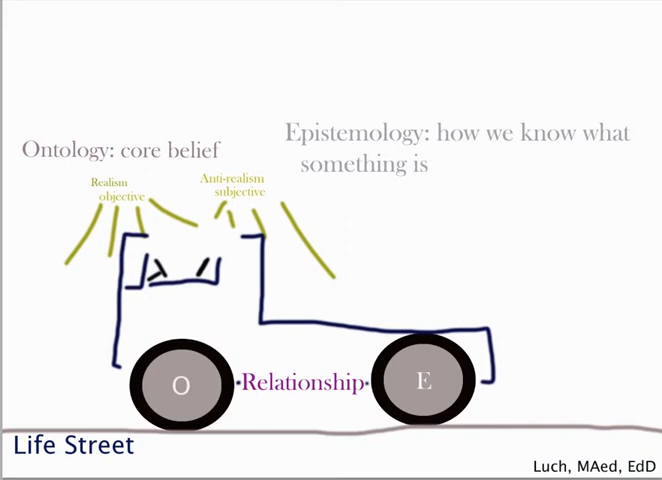 Epistemology: how we know what
something is
Ontology: core belief
Realism
objective
Anti-realism
subjective
O
•Relationship•
E
Life Street
Luch, MAed, EdD